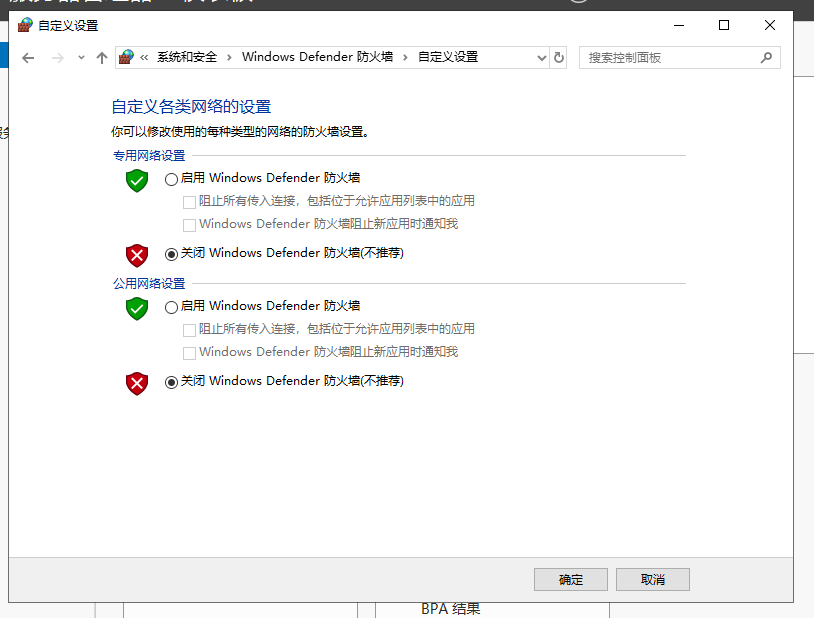 自定义设置
« 系统和安全 › Windows Defender 防火墙 › 自定义设置
搜索控制面板
自定义各类网络的设置
你可以修改使用的每种类型的网络的防火墙设置。
专用网络设置
启用 Windows Defender 防火墙
阻止所有传入连接，包括位于允许应用列表中的应用
Windows Defender 防火墙阻止新应用时通知我
关闭 Windows Defender 防火墙(不推荐)
公用网络设置
启用 Windows Defender 防火墙
阻止所有传入连接，包括位于允许应用列表中的应用
Windows Defender 防火墙阻止新应用时通知我
关闭 Windows Defender 防火墙(不推荐)
确定
取消
BPA 结果